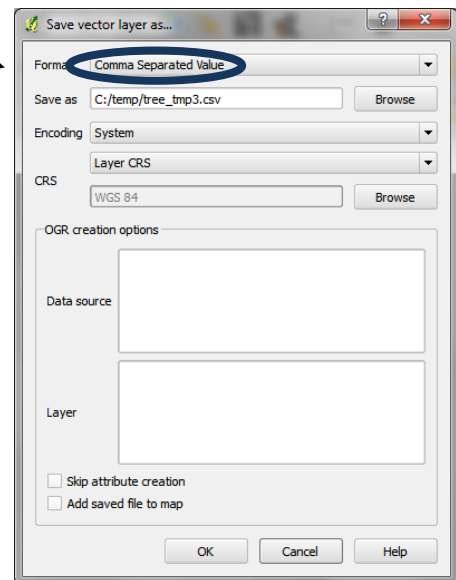 Save vector layer as...
Format Comma Separated Value
Save as C:/temp/tree_tmp3.csv Browse
Encoding System
Layer CRS
CRS
WGS 84 Browse
OGR creation options
Data source
Layer
Skip attribute creation
Add saved file to map
OK Cancel Help